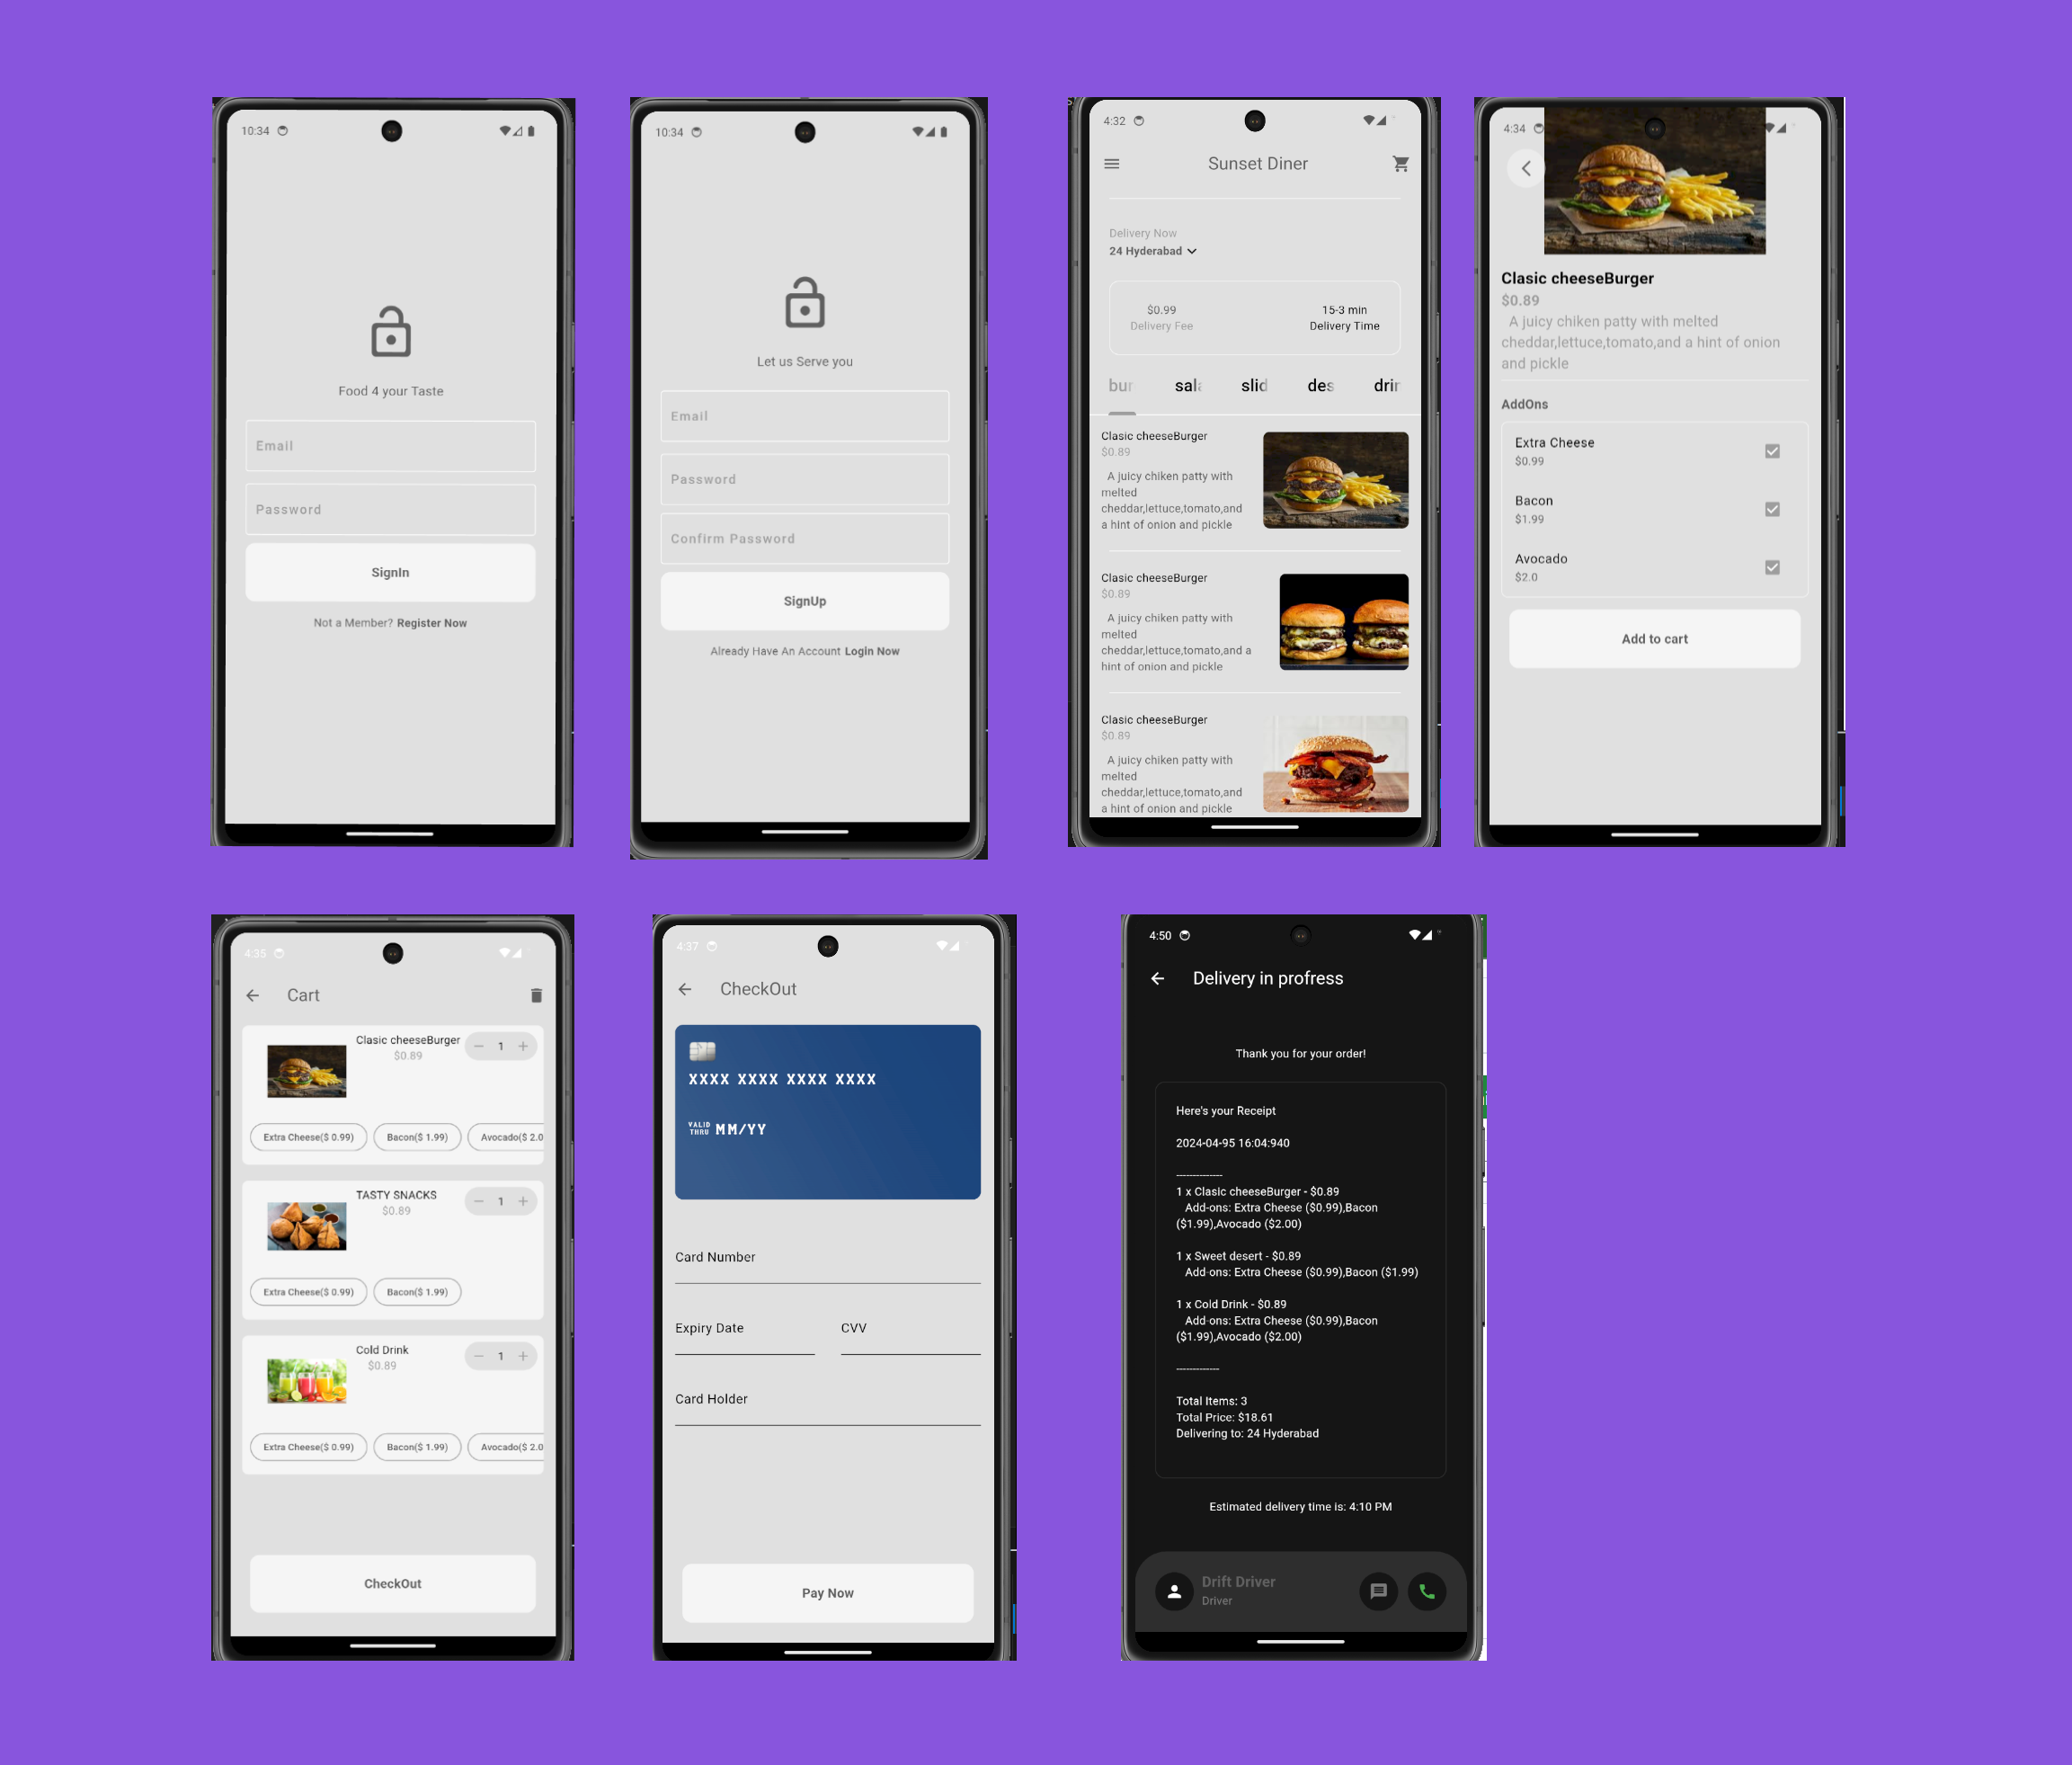 10:34
Food 4 your Taste
Email
Password
SignIn
Not a Member? Register Now
10:34
Let us Serve you
Email
Password
Confirm Password
SignUp
Already Have An Account Login Now
4:32
Sunset Diner
Delivery Now
24 Hyderabad
$0.99
Delivery Fee
15-3 min
Delivery Time
bur sala slid des drin
Clasic cheeseBurger
$0.89
A juicy chiken patty with
melted
cheddar,lettuce,tomato,and
a hint of onion and pickle
Clasic cheeseBurger
$0.89
A juicy chiken patty with
melted
cheddar,lettuce,tomato,and a
hint of onion and pickle
Clasic cheeseBurger
$0.89
A juicy chiken patty with
melted
cheddar,lettuce,tomato,and
a hint of onion and pickle
4:34
Clasic cheeseBurger
$0.89
A juicy chiken patty with melted
cheddar,lettuce,tomato,and a hint of onion
and pickle
AddOns
Extra Cheese
$0.99
Bacon
$1.99
Avocado
$2.0
Add to cart
4:35
Cart
Clasic cheeseBurger
$0.89
1
Extra Cheese($ 0.99) Bacon($ 1.99) Avocado($ 2.0
TASTY SNACKS
$0.89
1
Extra Cheese($ 0.99) Bacon($ 1.99)
Cold Drink
$0.89
1
Extra Cheese($ 0.99) Bacon($ 1.99) Avocado($ 2.0
CheckOut
4:37
CheckOut
XXXX XXXX XXXX XXXX
VALID
THRU MM/YY
Card Number
Expiry Date CVV
Card Holder
Pay Now
4:50
Delivery in profress
Thank you for your order!
Here's your Receipt
2024-04-95 16:04:940
--------------
1 x Clasic cheeseBurger - $0.89
Add-ons: Extra Cheese ($0.99),Bacon
($1.99),Avocado ($2.00)
1 x Sweet desert - $0.89
Add-ons: Extra Cheese ($0.99),Bacon ($1.99)
1 x Cold Drink - $0.89
Add-ons: Extra Cheese ($0.99),Bacon
($1.99),Avocado ($2.00)
-------------
Total Items: 3
Total Price: $18.61
Delivering to: 24 Hyderabad
Estimated delivery time is: 4:10 PM
Drift Driver
Driver